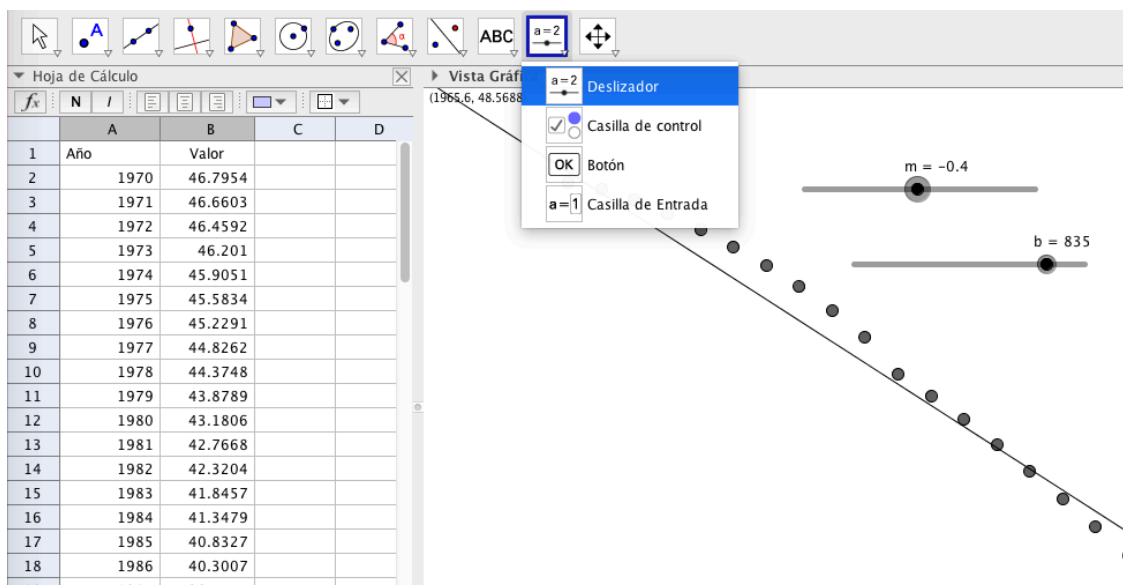 A
α
ABC
a=2
Hoja de Cálculo
Vista Gráfi
fx N I
(1965.6, 48.5688
a=2 Deslizador
Casilla de control
OK Botón
a=1 Casilla de Entrada
m = -0.4
b = 835
A B C D
1 Año Valor
2 1970 46.7954
3 1971 46.6603
4 1972 46.4592
5 1973 46.201
6 1974 45.9051
7 1975 45.5834
8 1976 45.2291
9 1977 44.8262
10 1978 44.3748
11 1979 43.8789
12 1980 43.1806
13 1981 42.7668
14 1982 42.3204
15 1983 41.8457
16 1984 41.3479
17 1985 40.8327
18 1986 40.3007